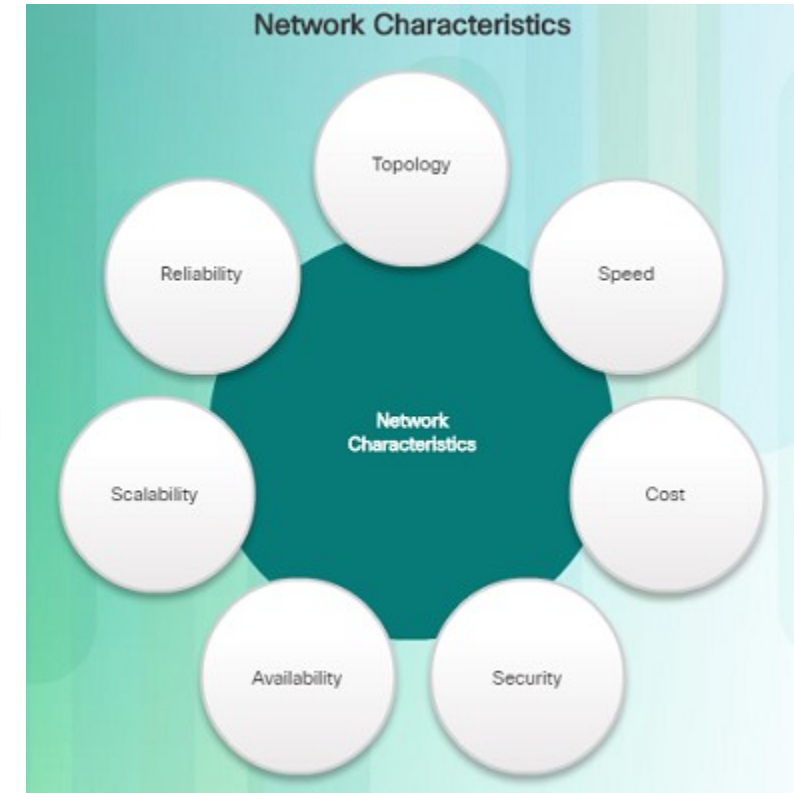 Network Characteristics
Topology
Reliability
Speed
Network
Characteristics
Scalability
Cost
Availability
Security